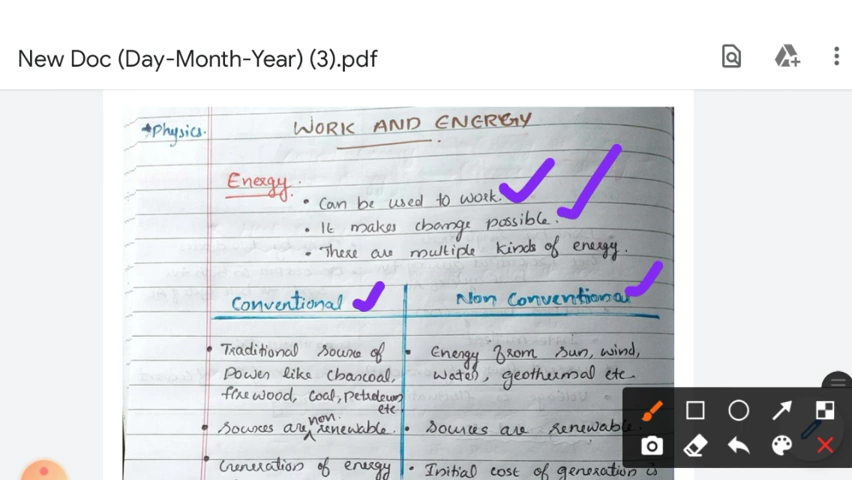 New Doc (Day-Month-Year) (3).pdf
Physics.
WORK AND ENERGY
Energy.
• Can be used to work.
• It makes change possible.
• There are multiple kinds of energy.
Conventional
Non Conventional
• Traditional source of
Power like charcoal,
fire wood, coal, petroleum
etc
• Sources are non renewable.
• Generation of energy
• Energy from sun, wind,
water, geothermal etc.
• Sources are renewable.
• Initial cost of generation is